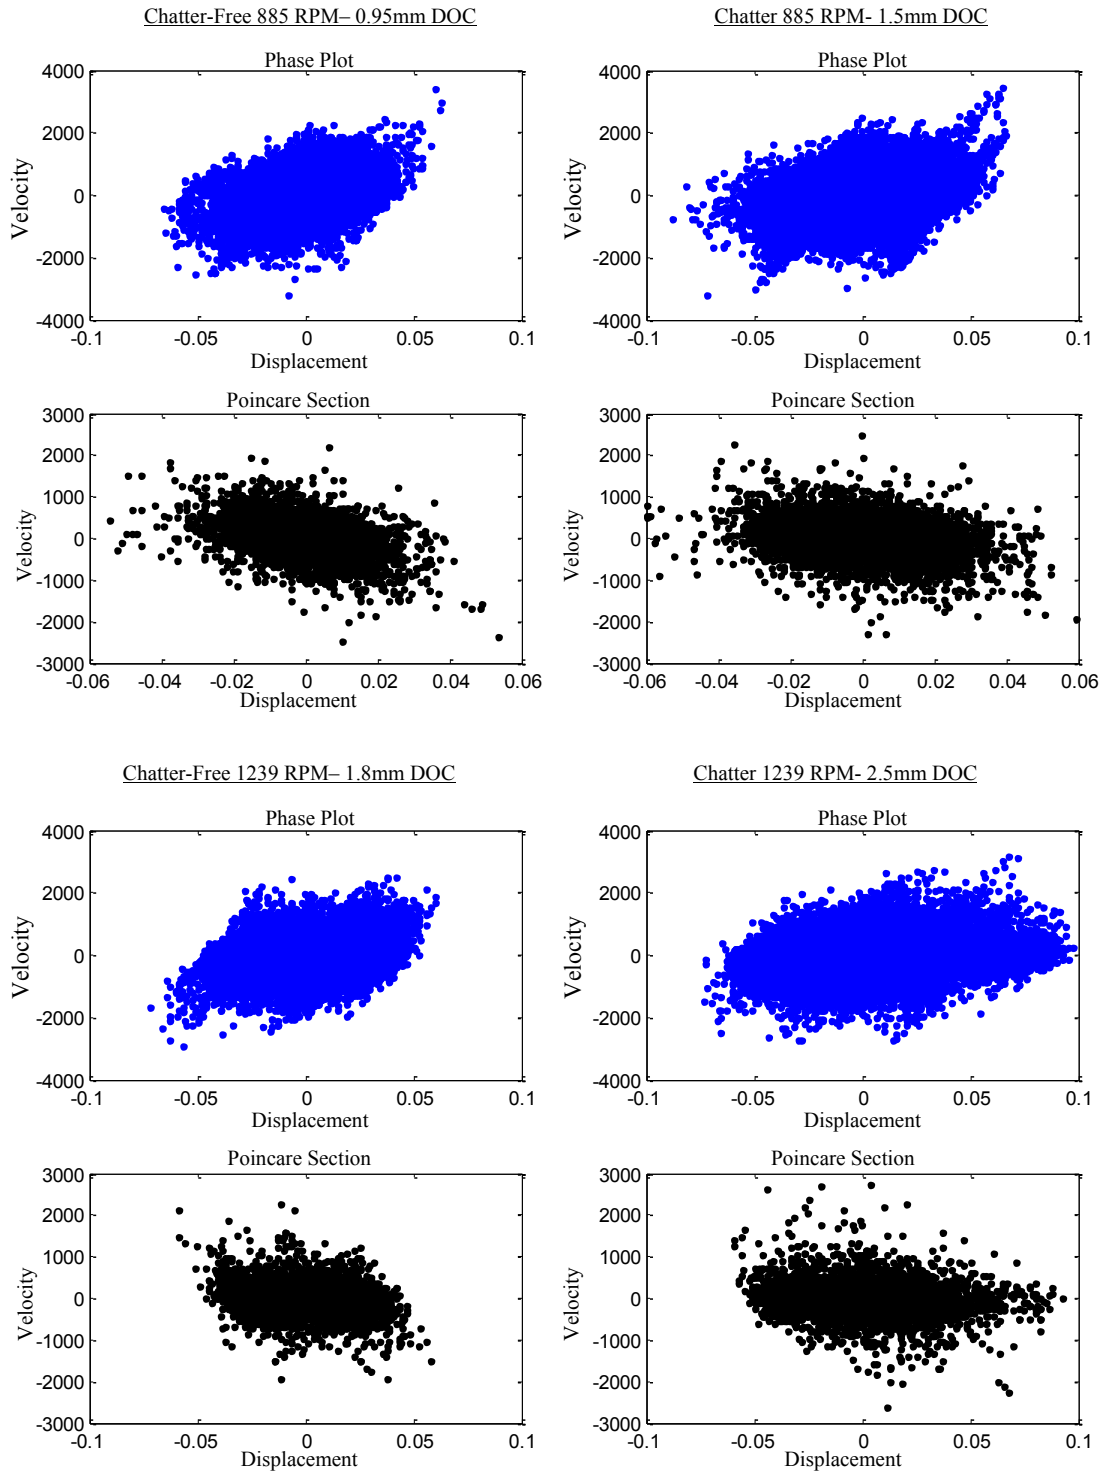 Chatter-Free 885 RPM– 0.95mm DOC
Phase Plot
4000
2000
0
-2000
-4000
Velocity
-0.1 -0.05 0 0.05 0.1
Displacement
Poincare Section
3000
2000
1000
0
-1000
-2000
-3000
Velocity
-0.06 -0.04 -0.02 0 0.02 0.04 0.06
Displacement
Chatter 885 RPM- 1.5mm DOC
Phase Plot
4000
2000
0
-2000
-4000
Velocity
-0.1 -0.05 0 0.05 0.1
Displacement
Poincare Section
3000
2000
1000
0
-1000
-2000
-3000
Velocity
-0.06 -0.04 -0.02 0 0.02 0.04 0.06
Displacement
Chatter-Free 1239 RPM– 1.8mm DOC
Phase Plot
4000
2000
0
-2000
-4000
Velocity
-0.1 -0.05 0 0.05 0.1
Displacement
Poincare Section
3000
2000
1000
0
-1000
-2000
-3000
Velocity
-0.1 -0.05 0 0.05 0.1
Displacement
Chatter 1239 RPM- 2.5mm DOC
Phase Plot
4000
2000
0
-2000
-4000
Velocity
-0.1 -0.05 0 0.05 0.1
Displacement
Poincare Section
3000
2000
1000
0
-1000
-2000
-3000
Velocity
-0.1 -0.05 0 0.05 0.1
Displacement